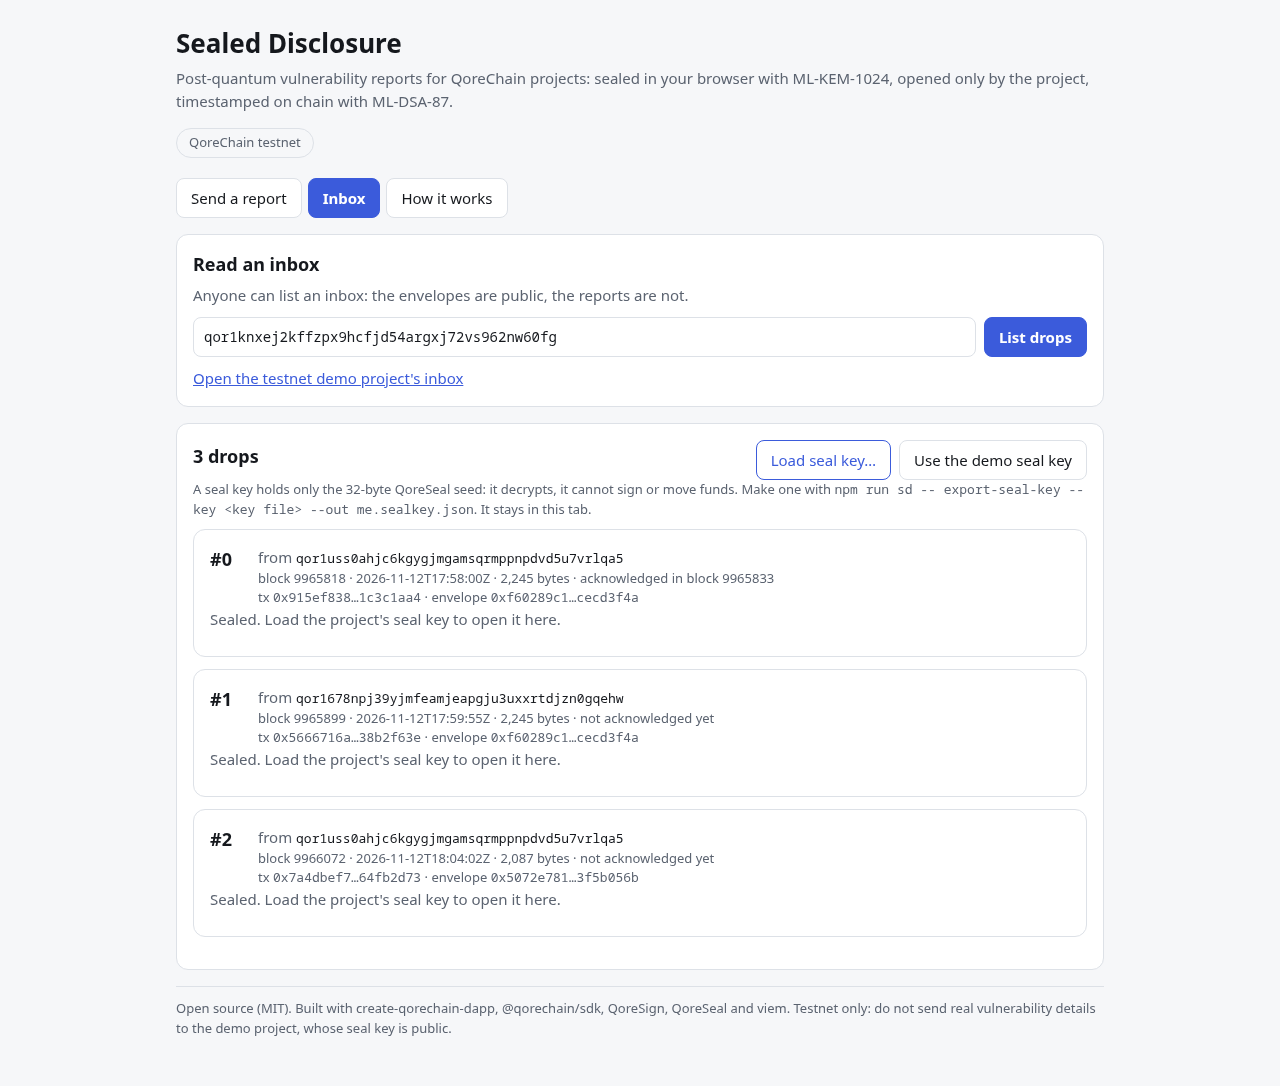 Sealed Disclosure
Post-quantum vulnerability reports for QoreChain projects: sealed in your browser with ML-KEM-1024, opened only by the project,
timestamped on chain with ML-DSA-87.
QoreChain testnet
Send a report
Inbox
How it works
Read an inbox
Anyone can list an inbox: the envelopes are public, the reports are not.
qor1knxej2kffzpx9hcfjd54argxj72vs962nw60fg
List drops
Open the testnet demo project's inbox
3 drops
Load seal key…
Use the demo seal key
A seal key holds only the 32-byte QoreSeal seed: it decrypts, it cannot sign or move funds. Make one with npm run sd -- export-seal-key --
key <key file> --out me.sealkey.json. It stays in this tab.
#0
from qor1uss0ahjc6kgygjmgamsqrmppnpdvd5u7vrlqa5
block 9965818 · 2026-11-12T17:58:00Z · 2,245 bytes · acknowledged in block 9965833
tx 0x915ef838…1c3c1aa4 · envelope 0xf60289c1…cecd3f4a
Sealed. Load the project's seal key to open it here.
#1
from qor1678npj39yjmfeamjeapgju3uxxrtdjzn0gqehw
block 9965899 · 2026-11-12T17:59:55Z · 2,245 bytes · not acknowledged yet
tx 0x5666716a…38b2f63e · envelope 0xf60289c1…cecd3f4a
Sealed. Load the project's seal key to open it here.
#2
from qor1uss0ahjc6kgygjmgamsqrmppnpdvd5u7vrlqa5
block 9966072 · 2026-11-12T18:04:02Z · 2,087 bytes · not acknowledged yet
tx 0x7a4dbef7…64fb2d73 · envelope 0x5072e781…3f5b056b
Sealed. Load the project's seal key to open it here.
Open source (MIT). Built with create-qorechain-dapp, @qorechain/sdk, QoreSign, QoreSeal and viem. Testnet only: do not send real vulnerability details
to the demo project, whose seal key is public.